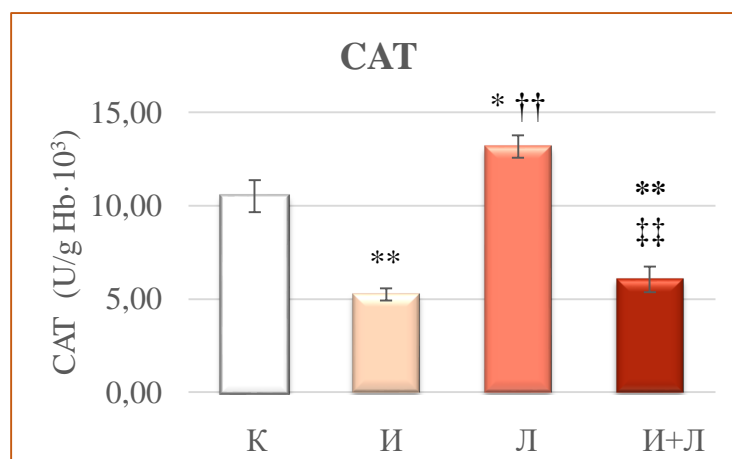 CAT
CAT (U/g Hb·10³)
15,00
10,00
5,00
0,00
* ††
**
**
‡‡
К
И
Л
И+Л